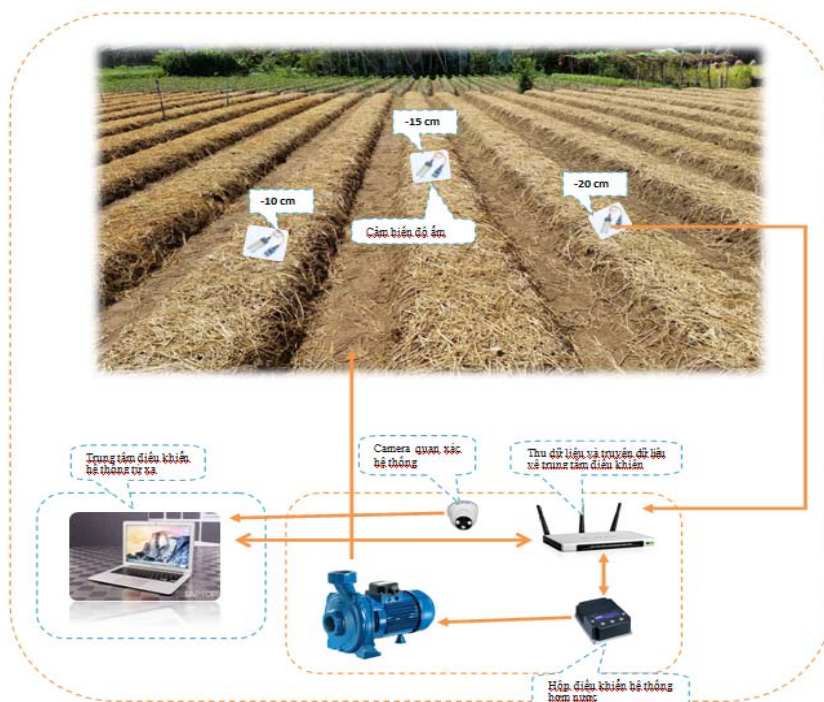 -15 cm
-10 cm
-20 cm
Cảm biến độ ẩm
Trung tâm điều khiển
hệ thống từ xa
Camera quan xác
hệ thống
Thu dữ liệu và truyền dữ liệu
về trung tâm điều khiển
LAPTOP
Hộp điều khiển hệ thống
bơm nước